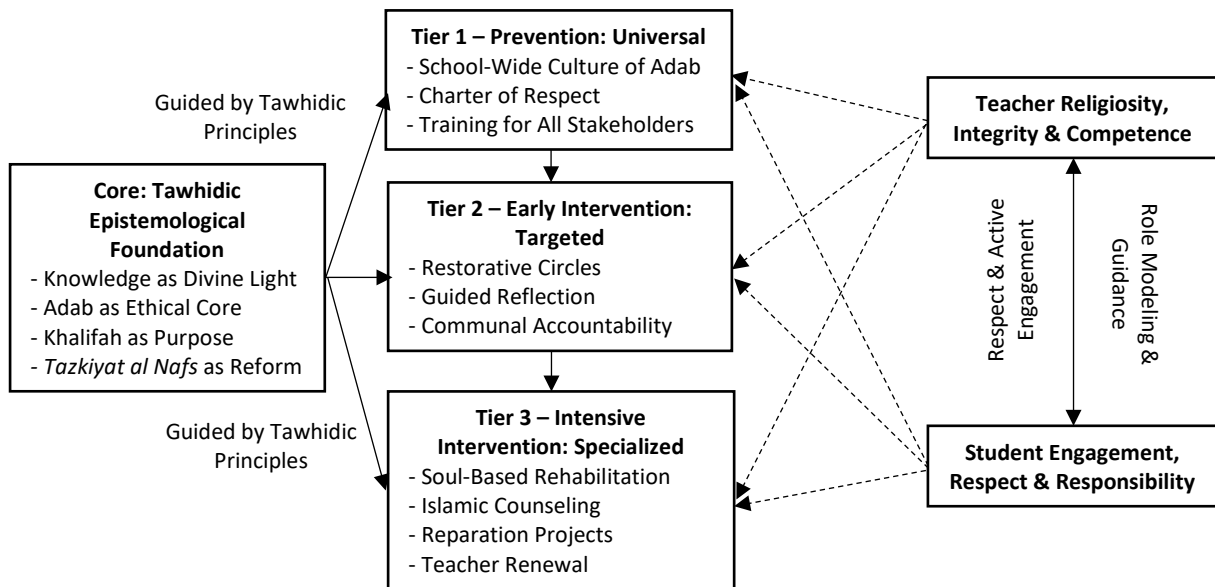 Guided by Tawhidic
Principles
Core: Tawhidic
Epistemological
Foundation
- Knowledge as Divine Light
- Adab as Ethical Core
- Khalifah as Purpose
- Tazkiyat al Nafs as Reform
Guided by Tawhidic
Principles
Tier 1 – Prevention: Universal
- School-Wide Culture of Adab
- Charter of Respect
- Training for All Stakeholders
Tier 2 – Early Intervention:
Targeted
- Restorative Circles
- Guided Reflection
- Communal Accountability
Tier 3 – Intensive
Intervention: Specialized
- Soul-Based Rehabilitation
- Islamic Counseling
- Reparation Projects
- Teacher Renewal
Teacher Religiosity,
Integrity & Competence
Respect & Active
Engagement
Role Modeling &
Guidance
Student Engagement,
Respect & Responsibility